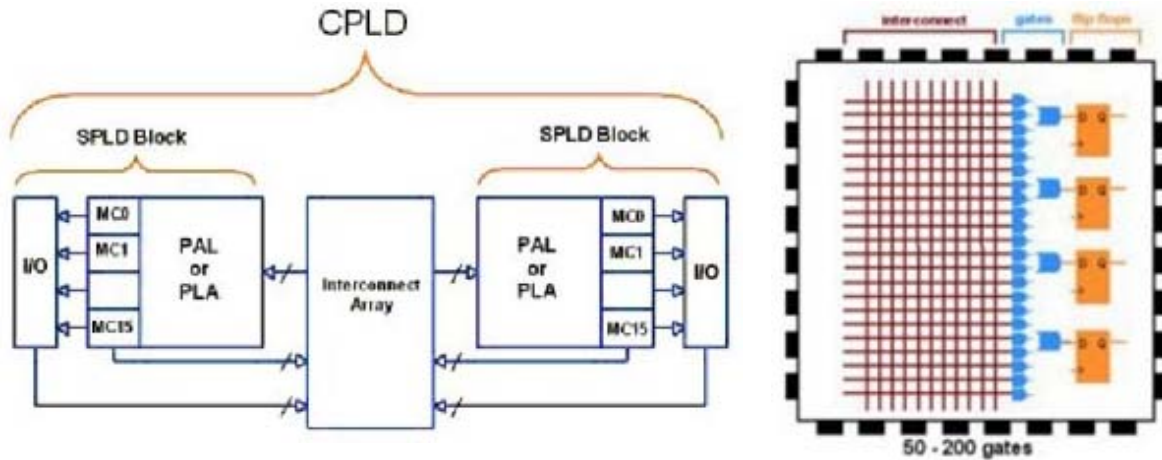 CPLD
SPLD Block
SPLD Block
I/O
MC0
MC1
MC15
PAL
or
PLA
Interconnect
Array
PAL
or
PLA
MC0
MC1
MC15
I/O
interconnect
gates
flip flops
D Q
D Q
D Q
D Q
50 - 200 gates